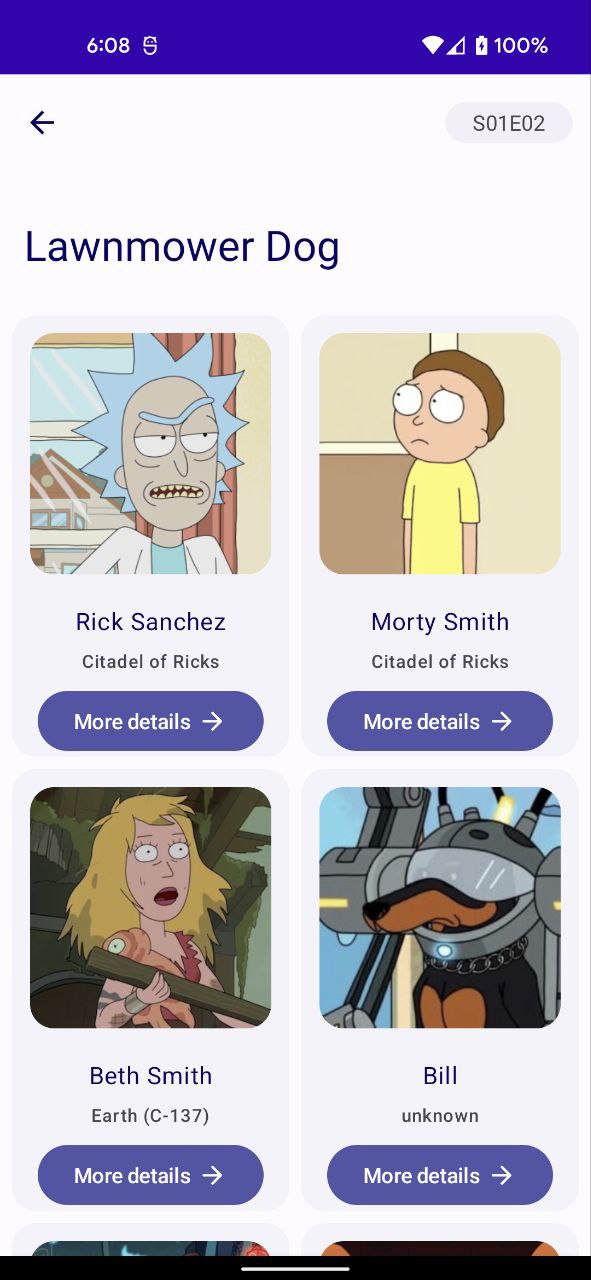 6:08
100%
S01E02
Lawnmower Dog
Rick Sanchez
Citadel of Ricks
More details
Morty Smith
Citadel of Ricks
More details
Beth Smith
Earth (C-137)
More details
Bill
unknown
More details